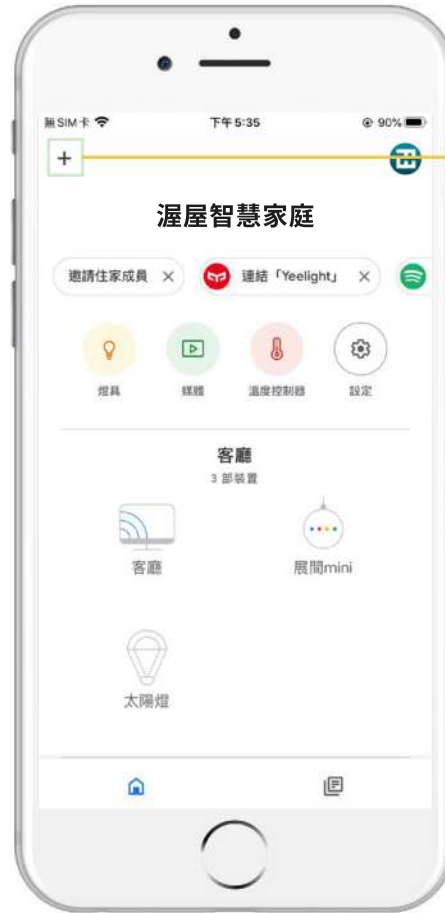 無SIM卡 下午5:35 90%
+
渥屋智慧家庭
邀請住家成員 × 連結「Yeelight」 ×
燈具 媒體 溫度控制器 設定
客廳
3 部裝置
客廳 展間mini
太陽燈